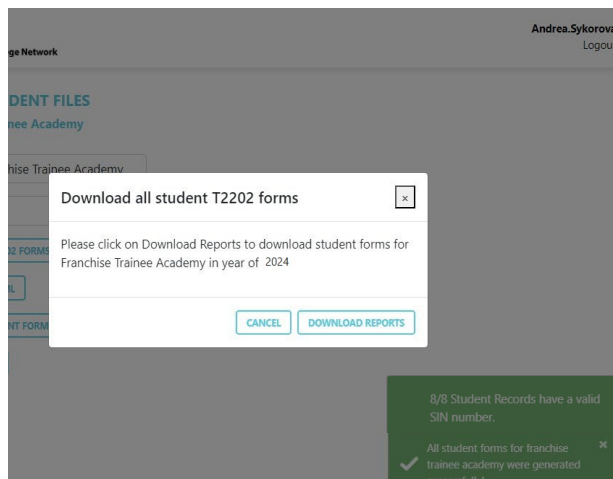 Andrea.Sykorova
Logou
ge Network
DENT FILES
nee Academy
hise Trainee Academy
Download all student T2202 forms
×
Please click on Download Reports to download student forms for
Franchise Trainee Academy in year of 2024
02 FORMS
ML
NT FORM
CANCEL
DOWNLOAD REPORTS
8/8 Student Records have a valid
SIN number.
All student forms for franchise
trainee academy were generated